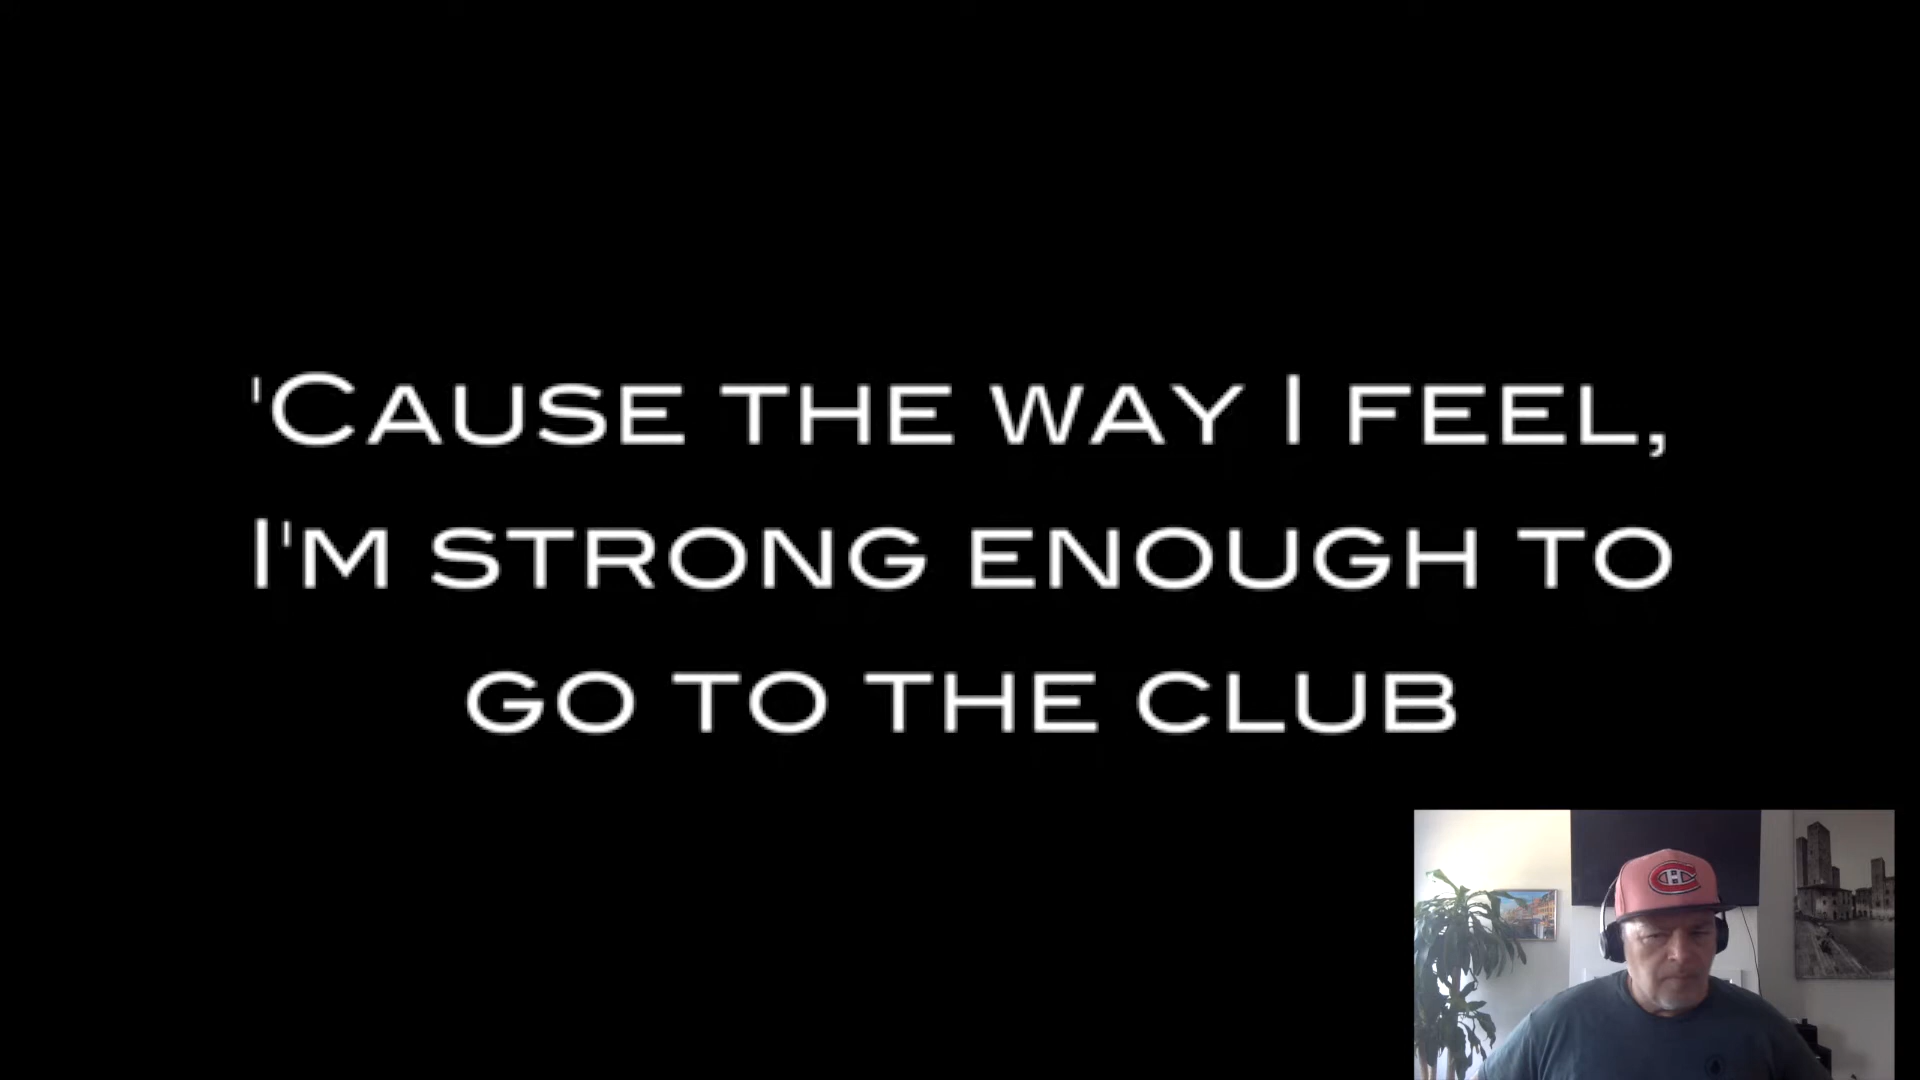 'Cause the way I feel,
I'm strong enough to
go to the club